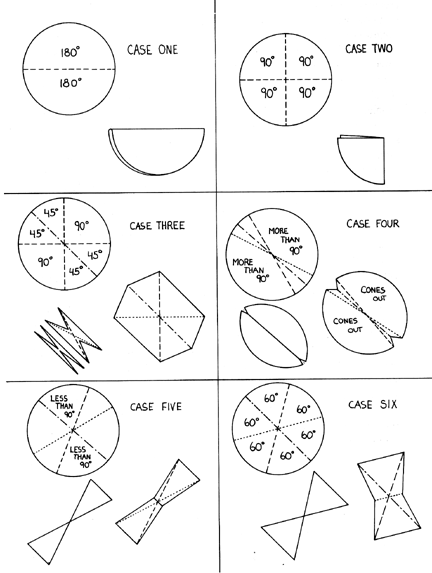 180°
180°
CASE ONE
90° 90°
90° 90°
CASE TWO
45°
90°
45°
45°
90°
45°
CASE THREE
MORE
THAN
90°
MORE
THAN
90°
CASE FOUR
CONES
OUT
CONES
OUT
LESS
THAN
90°
LESS
THAN
90°
CASE FIVE
60°
60°
60°
60°
60°
60°
CASE SIX